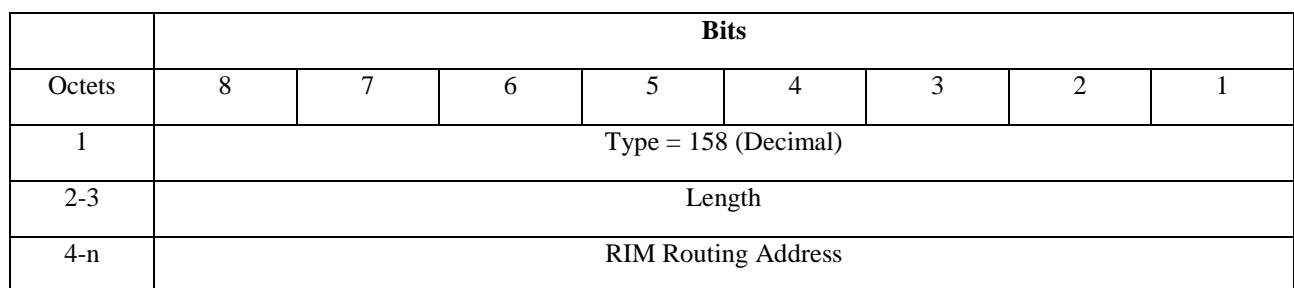 Bits
Octets 8 7 6 5 4 3 2 1
1 Type = 158 (Decimal)
2-3 Length
4-n RIM Routing Address